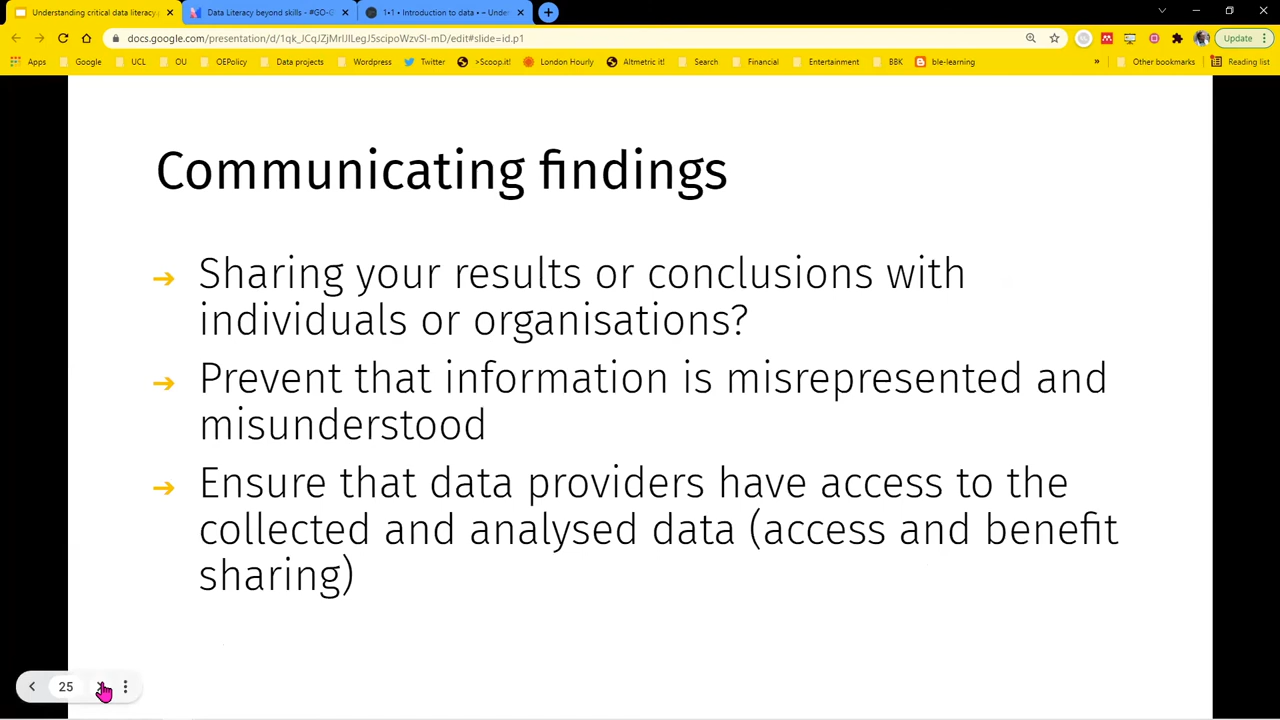 Understanding critical data literacy
Data Literacy beyond skills - #GO-G
1•1 • Introduction to data • – Unde
docs.google.com/presentation/d/1qk_JCqJZjMrlJILegJ5scipoWzvSI-mD/edit#slide=id.p1
Update
Apps
Google
UCL
OU
OEPolicy
Data projects
Wordpress
Twitter
>Scoop.it!
London Hourly
Altmetric it!
Search
Financial
Entertainment
BBK
ble-learning
»
Other bookmarks
Reading list
Communicating findings
➔ Sharing your results or conclusions with
individuals or organisations?
➔ Prevent that information is misrepresented and
misunderstood
➔ Ensure that data providers have access to the
collected and analysed data (access and benefit
sharing)
25